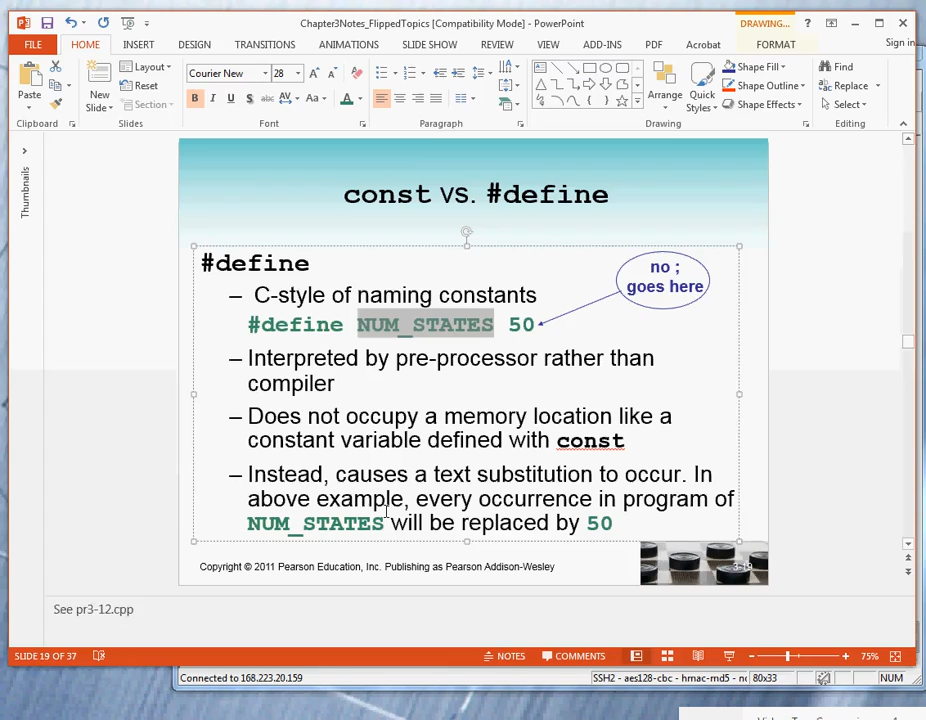 Chapter3Notes_FlippedTopics [Compatibility Mode] - PowerPoint
DRAWING...
?
FILE
HOME
INSERT
DESIGN
TRANSITIONS
ANIMATIONS
SLIDE SHOW
REVIEW
VIEW
ADD-INS
PDF
Acrobat
FORMAT
Sign in
Paste
New
Slide
Layout
Reset
Section
Courier New
28
B I U S abc AV Aa
A
Arrange
Quick
Styles
Shape Fill
Shape Outline
Shape Effects
Find
Replace
Select
Clipboard
Slides
Font
Paragraph
Drawing
Editing
Thumbnails
const vs. #define
#define
– C-style of naming constants
#define NUM_STATES 50
no ;
goes here
– Interpreted by pre-processor rather than
compiler
– Does not occupy a memory location like a
constant variable defined with const
– Instead, causes a text substitution to occur. In
above example, every occurrence in program of
NUM_STATES will be replaced by 50
Copyright © 2011 Pearson Education, Inc. Publishing as Pearson Addison-Wesley
3-19
See pr3-12.cpp
SLIDE 19 OF 37
NOTES
COMMENTS
75%
Connected to 168.223.20.159
SSH2 - aes128-cbc - hmac-md5 - nc
80x33
NUM